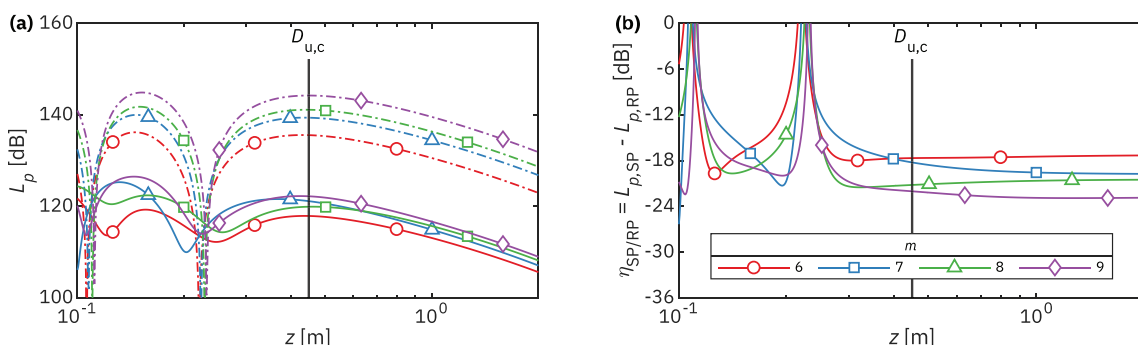 (a)
160
140
120
100
L_p [dB]
D_u,c
10^-1
10^0
z [m]
(b)
0
-6
-12
-18
-24
-30
-36
η_SP/RP = L_p,SP - L_p,RP [dB]
D_u,c
m
6 7 8 9
10^-1
10^0
z [m]